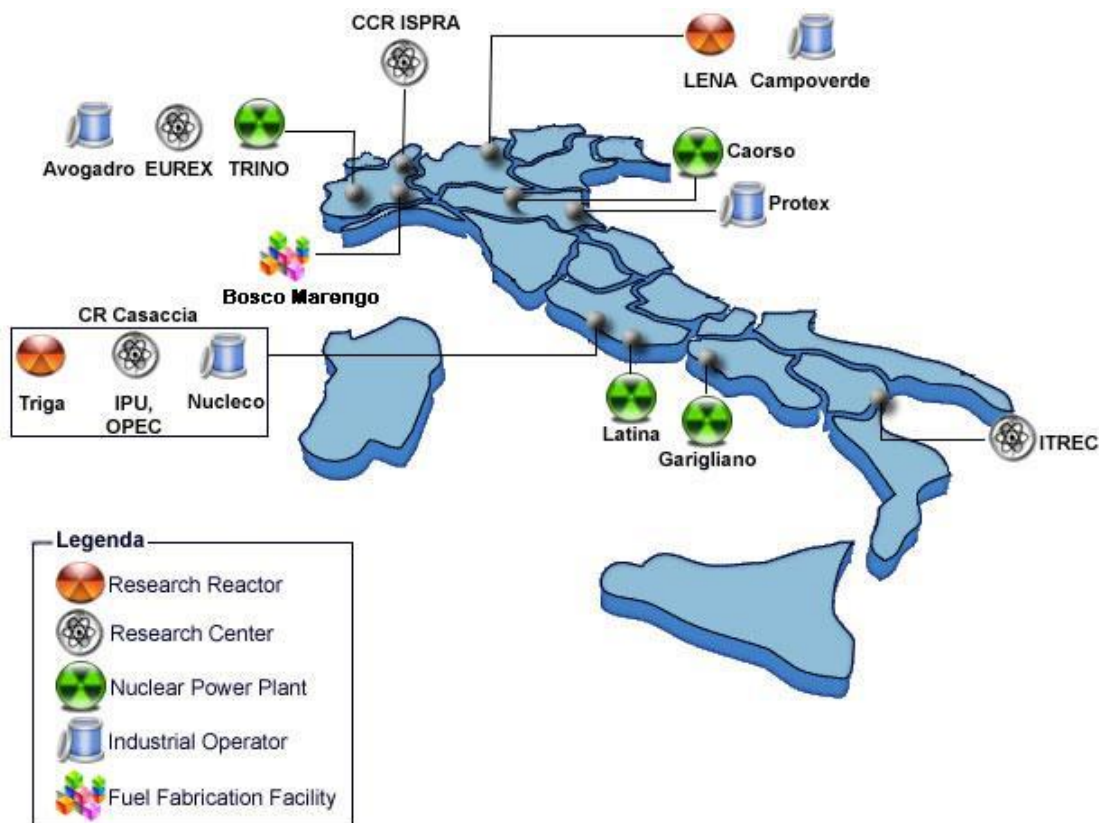 CCR ISPRA
LENA
Campoverde
Avogadro
EUREX
TRINO
Caorso
Protex
Bosco Marengo
CR Casaccia
Triga
IPU,
OPEC
Nucleco
Latina
Garigliano
ITREC
Legenda
Research Reactor
Research Center
Nuclear Power Plant
Industrial Operator
Fuel Fabrication Facility